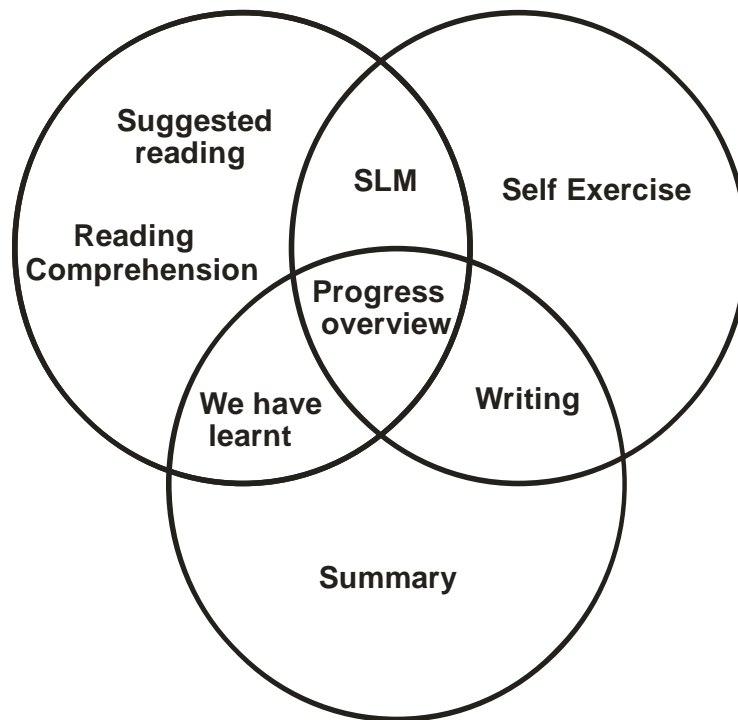 Suggested
reading
SLM
Self Exercise
Reading
Comprehension
Progress
overview
We have
learnt
Writing
Summary